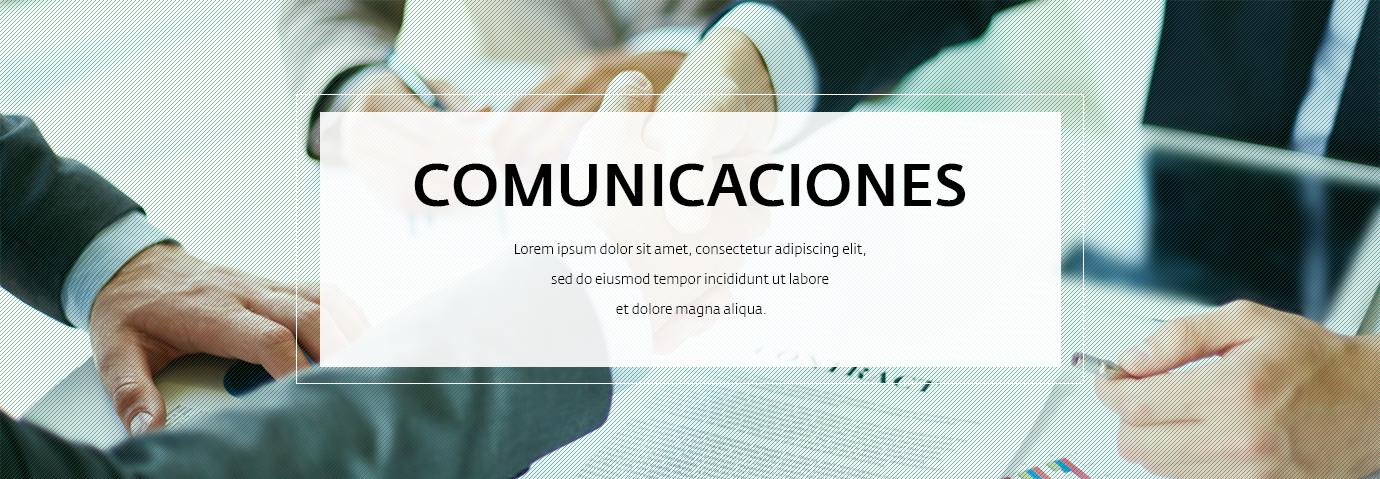 COMUNICACIONES
Lorem ipsum dolor sit amet, consectetur adipiscing elit,
sed do eiusmod tempor incididunt ut labore
et dolore magna aliqua.
CONTRACT